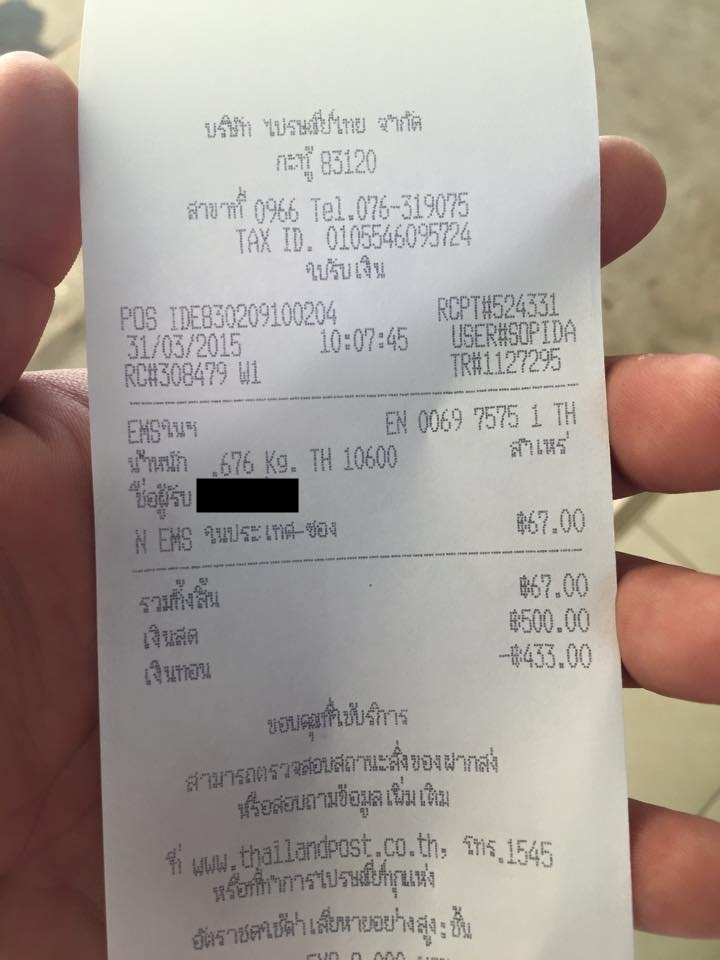 บริษัท ไปรษณีย์ไทย จำกัด
กะทู้ 83120
สาขาที่ 0966 Tel.076-319075
TAX ID. 0105546095724
ใบรับเงิน
POS IDE830209100204 RCPT#524331
31/03/2015 10:07:45 USER#SOPIDA
RC#308479 W1 TR#1127295
EMSในฯ EN 0069 7575 1 TH
น้ำหนัก .676 Kg. TH 10600 สำเหร่
ชื่อผู้รับ
N EMS ในประเทศ-ซอง ฿67.00
รวมทั้งสิ้น ฿67.00
เงินสด ฿500.00
เงินทอน -฿433.00
ขอบคุณที่ใช้บริการ
สามารถตรวจสอบสถานะสิ่งของฝากส่ง
หรือสอบถามข้อมูลเพิ่มเติม
ที่ www.thailandpost.co.th, โทร.1545
หรือที่ทำการไปรษณีย์ทุกแห่ง
อัตราชดใช้ค่าเสียหายอย่างสูง:ชิ้น